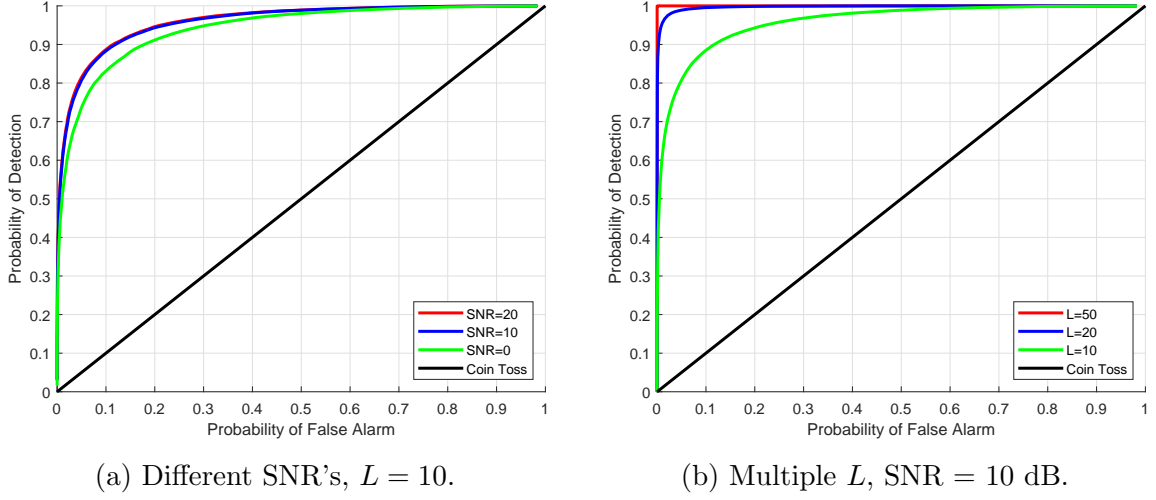 1
0.9
0.8
0.7
0.6
0.5
0.4
0.3
0.2
0.1
0
Probability of Detection
SNR=20
SNR=10
SNR=0
Coin Toss
0 0.1 0.2 0.3 0.4 0.5 0.6 0.7 0.8 0.9 1
Probability of False Alarm
(a) Different SNR's, L = 10.
1
0.9
0.8
0.7
0.6
0.5
0.4
0.3
0.2
0.1
0
Probability of Detection
L=50
L=20
L=10
Coin Toss
0 0.1 0.2 0.3 0.4 0.5 0.6 0.7 0.8 0.9 1
Probability of False Alarm
(b) Multiple L, SNR = 10 dB.